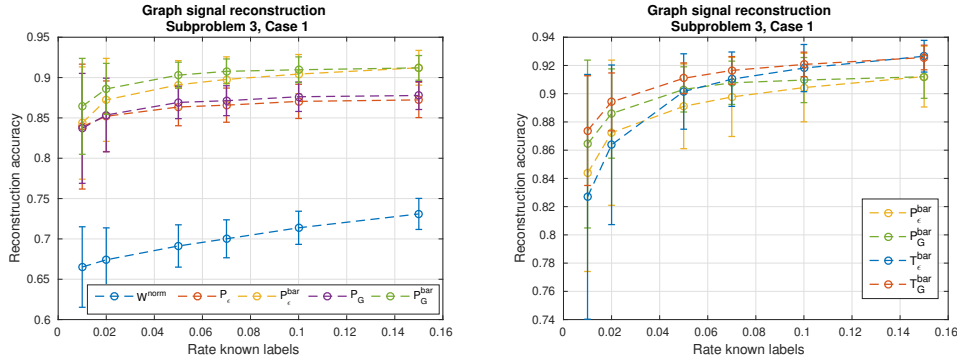 Graph signal reconstruction
Subproblem 3, Case 1
Reconstruction accuracy
0.95
0.9
0.85
0.8
0.75
0.7
0.65
0.6
W^norm P_ϵ P_ϵ^bar P_G P_G^bar
0 0.02 0.04 0.06 0.08 0.1 0.12 0.14 0.16
Rate known labels
Graph signal reconstruction
Subproblem 3, Case 1
Reconstruction accuracy
0.94
0.92
0.9
0.88
0.86
0.84
0.82
0.8
0.78
0.76
0.74
P_ϵ^bar
P_G^bar
T_ϵ^bar
T_G^bar
0 0.02 0.04 0.06 0.08 0.1 0.12 0.14 0.16
Rate known labels